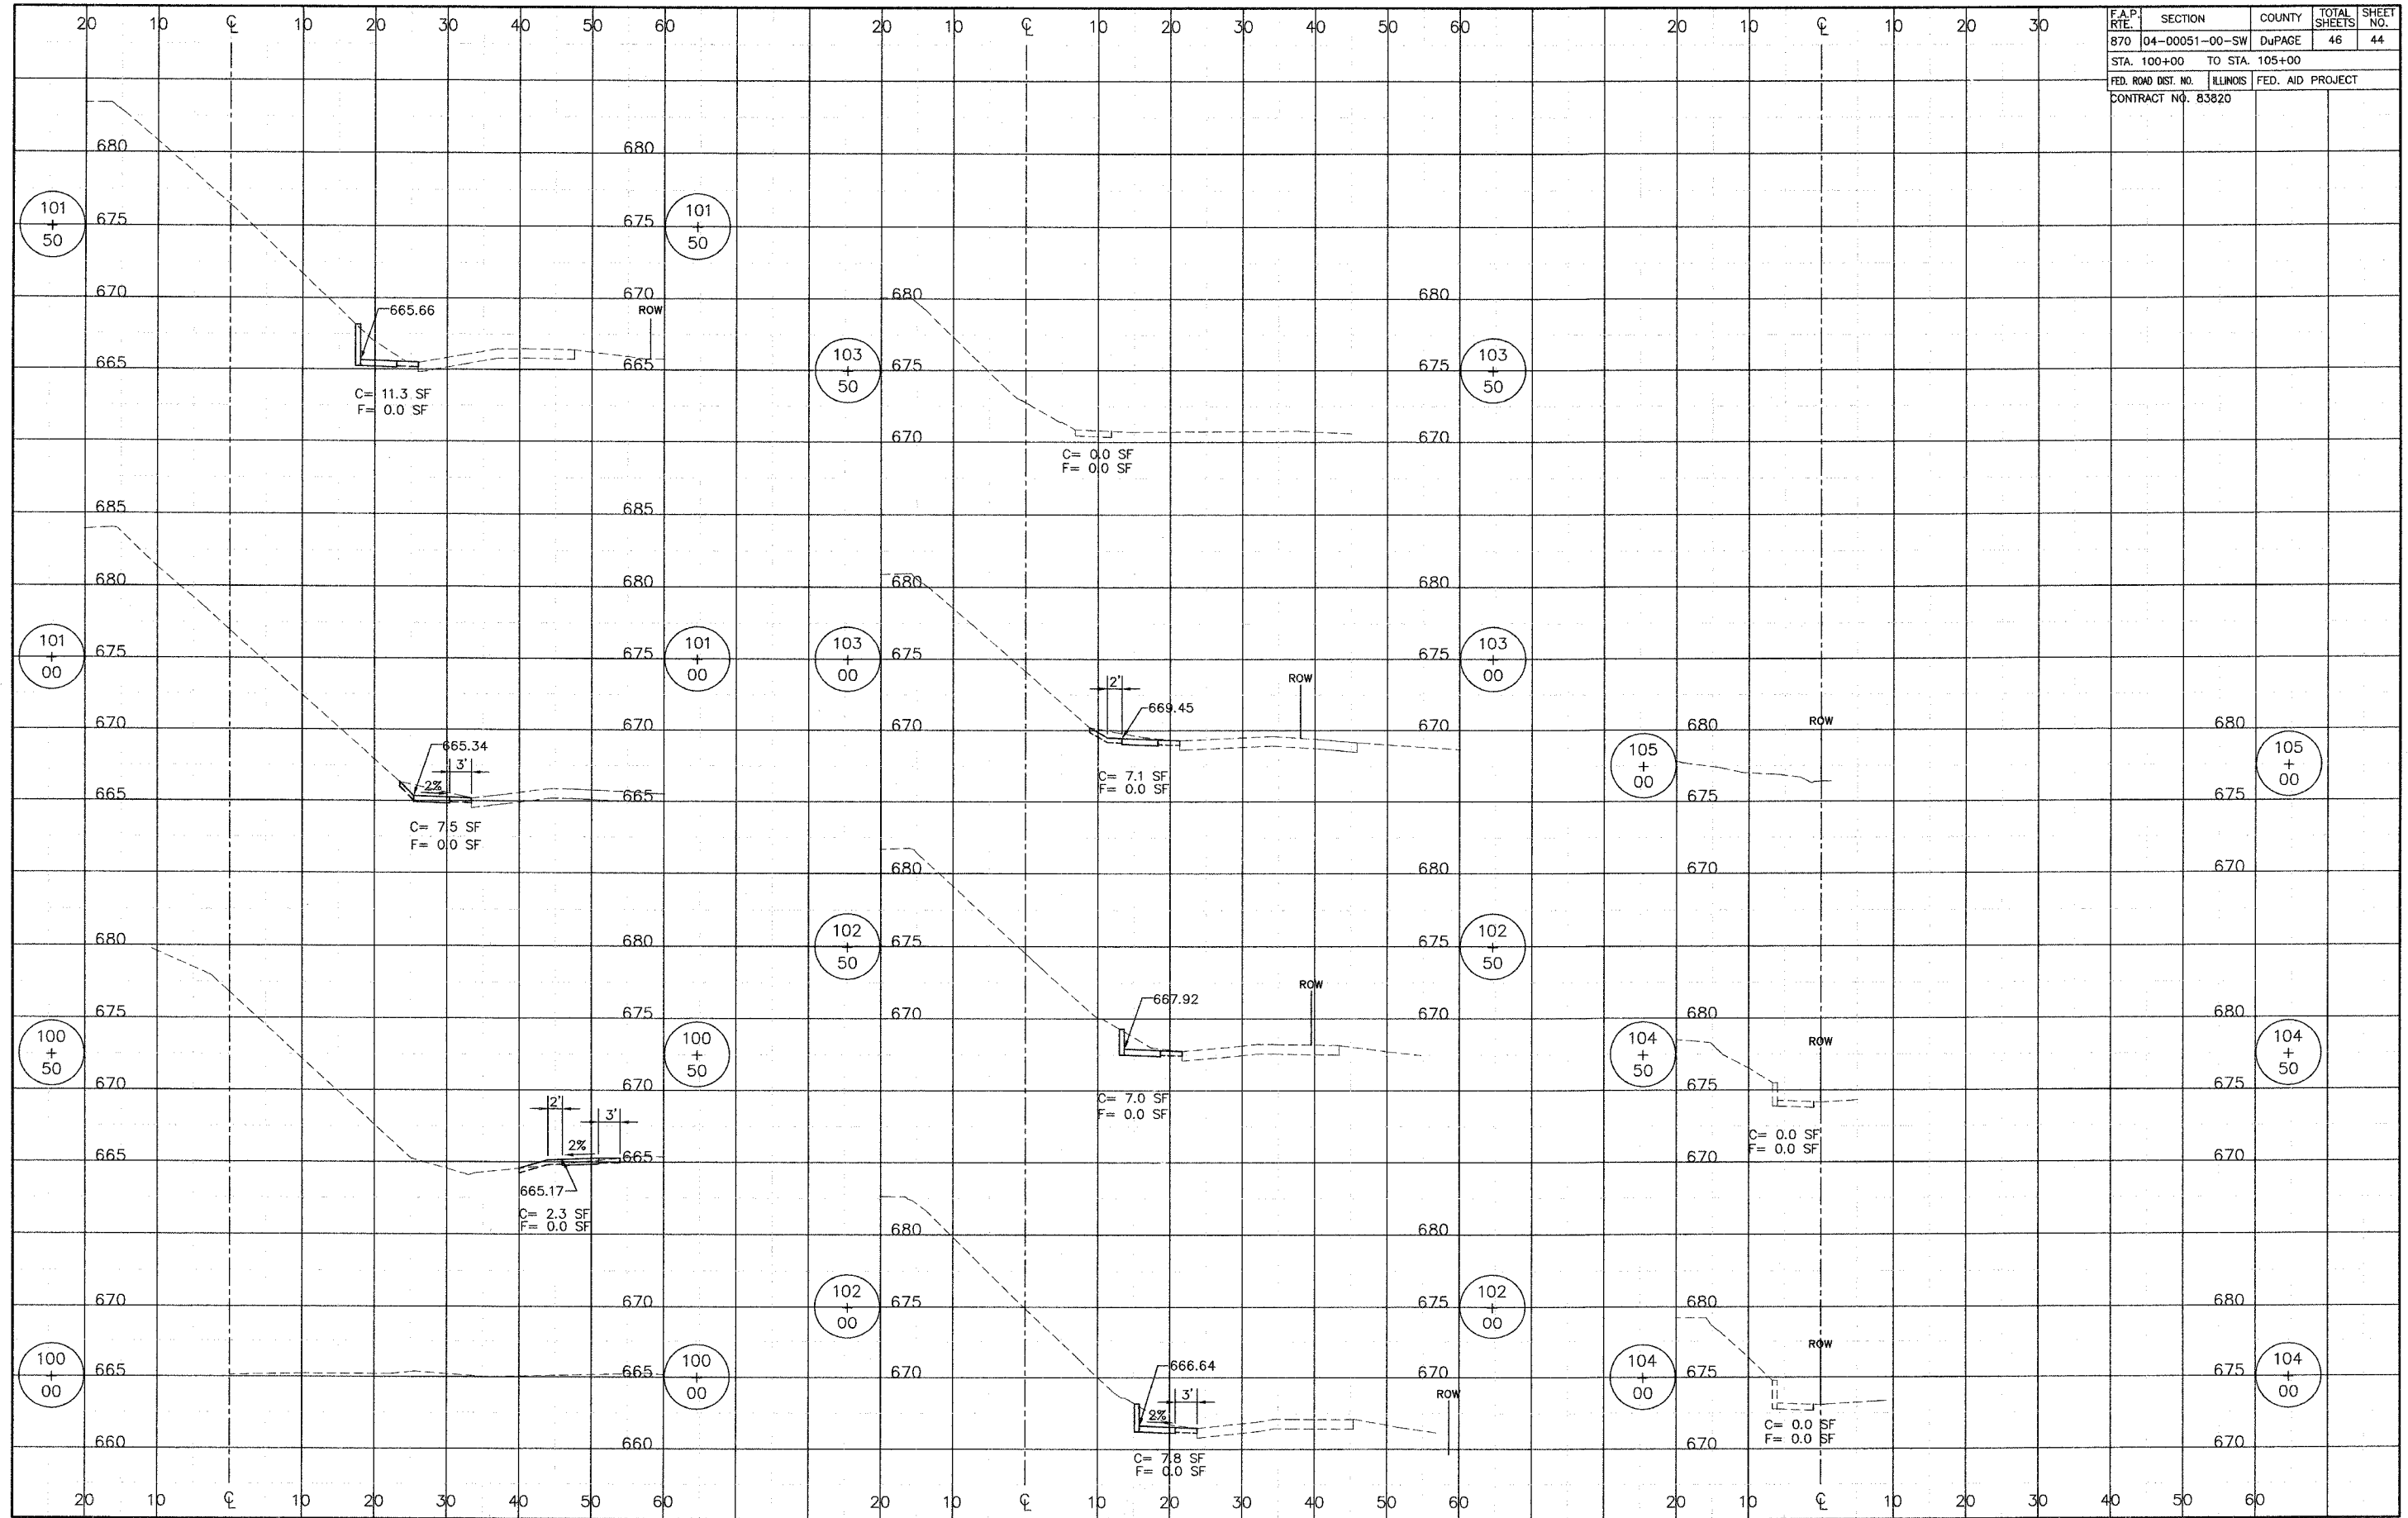 20 10 ℄ 10 20 30 40 50 60 20 10 ℄ 10 20 30 40 50 60 20 10 ℄ 10 20 30
F.A.P. RTE. SECTION COUNTY TOTAL SHEETS SHEET NO.
870 04-00051-00-SW DuPAGE 46 44
STA. 100+00 TO STA. 105+00
FED. ROAD DIST. NO. ILLINOIS FED. AID PROJECT
CONTRACT NO. 83820
680 680
101 + 50 675 675 101 + 50
670 670
665.66
ROW
665 665
C= 11.3 SF
F= 0.0 SF
685 685
680 680
101 + 00 675 675 101 + 00
670 670
665.34
3'
2%
665 665
C= 7.5 SF
F= 0.0 SF
680 680
675 675
100 + 50 100 + 50
670 670
2' 3'
2%
665 665
665.17
C= 2.3 SF
F= 0.0 SF
670 670
100 + 00 665 665 100 + 00
660 660
680 680
103 + 50 675 675 103 + 50
670 670
C= 0.0 SF
F= 0.0 SF
680 680
103 + 00 675 675 103 + 00
2' ROW
669.45
670 670
C= 7.1 SF
F= 0.0 SF
680 680
102 + 50 675 675 102 + 50
ROW
667.92
670 670
C= 7.0 SF
F= 0.0 SF
680 680
102 + 00 675 675 102 + 00
670 670
666.64
3' ROW
2%
C= 7.8 SF
F= 0.0 SF
680 ROW 680
105 + 00 105 + 00
675 675
670 670
680 680
ROW
104 + 50 104 + 50
675 675
C= 0.0 SF
F= 0.0 SF
670 670
680 680
ROW
104 + 00 675 675 104 + 00
C= 0.0 SF
F= 0.0 SF
670 670
20 10 ℄ 10 20 30 40 50 60 20 10 ℄ 10 20 30 40 50 60 20 10 ℄ 10 20 30 40 50 60